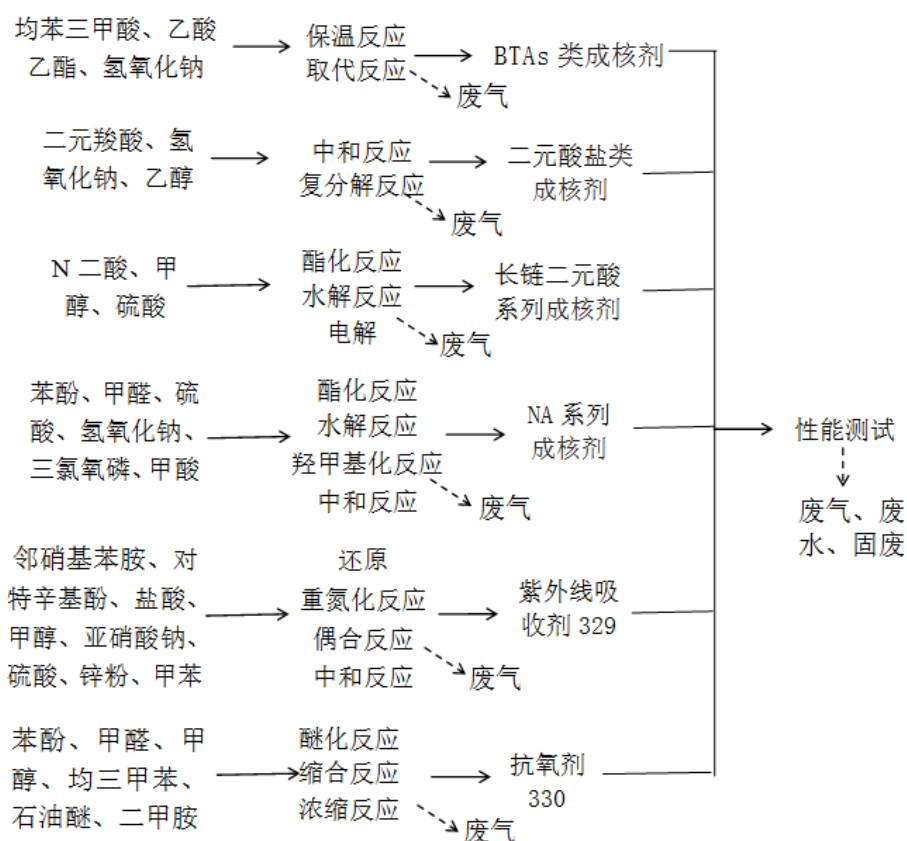 均苯三甲酸、乙酸
乙酯、氢氧化钠
保温反应
取代反应
BTAs 类成核剂
废气
二元羧酸、氢
氧化钠、乙醇
中和反应
复分解反应
二元酸盐类
成核剂
废气
N 二酸、甲
醇、硫酸
酯化反应
水解反应
电解
长链二元酸
系列成核剂
废气
苯酚、甲醛、硫
酸、氢氧化钠、
三氯氧磷、甲酸
酯化反应
水解反应
羟甲基化反应
中和反应
NA 系列
成核剂
废气
性能测试
废气、废
水、固废
邻硝基苯胺、对
特辛基酚、盐酸、
甲醇、亚硝酸钠、
硫酸、锌粉、甲苯
还原
重氮化反应
偶合反应
中和反应
紫外线吸
收剂 329
废气
苯酚、甲醛、甲
醇、均三甲苯、
石油醚、二甲胺
醚化反应
缩合反应
浓缩反应
抗氧剂
330
废气